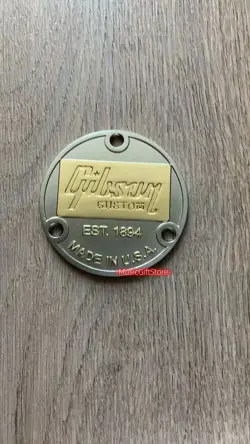 Gibson
CUSTOM
EST. 1894
MADE IN U.S.A.
MusicGiftStore